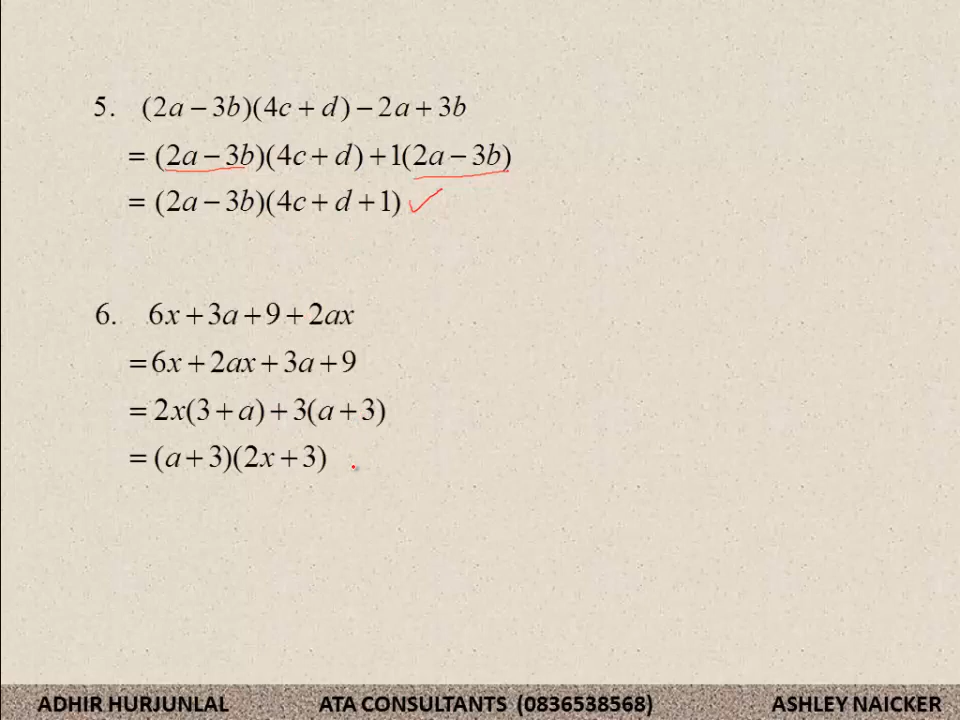 5. (2a − 3b)(4c + d) − 2a + 3b
= (2a − 3b)(4c + d) + 1(2a − 3b)
= (2a − 3b)(4c + d + 1) ✓
6. 6x + 3a + 9 + 2ax
= 6x + 2ax + 3a + 9
= 2x(3 + a) + 3(a + 3)
= (a + 3)(2x + 3)
ADHIR HURJUNLAL ATA CONSULTANTS (0836538568) ASHLEY NAICKER